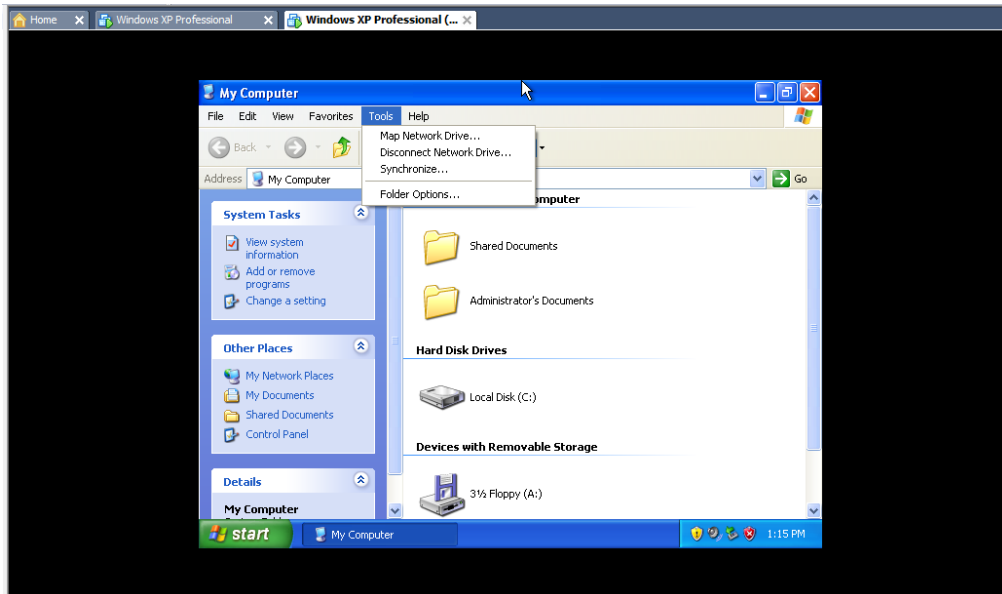 Home
Windows XP Professional
Windows XP Professional (...
My Computer
File Edit View Favorites Tools Help
Map Network Drive...
Disconnect Network Drive...
Synchronize...
Folder Options...
Back
Address My Computer Go
mputer
System Tasks
View system
information
Add or remove
programs
Change a setting
Shared Documents
Administrator's Documents
Other Places
My Network Places
My Documents
Shared Documents
Control Panel
Hard Disk Drives
Local Disk (C:)
Devices with Removable Storage
3½ Floppy (A:)
Details
My Computer
start My Computer 1:15 PM